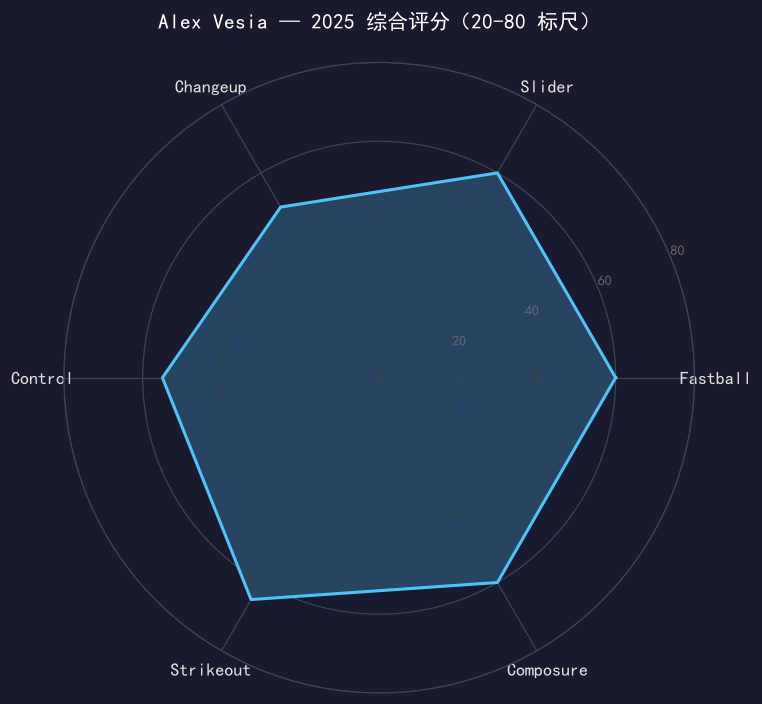 Alex Vesia — 2025 综合评分（20-80 标尺）
Changeup
Slider
80
60
40
20
Control
Fastball
Strikeout
Composure